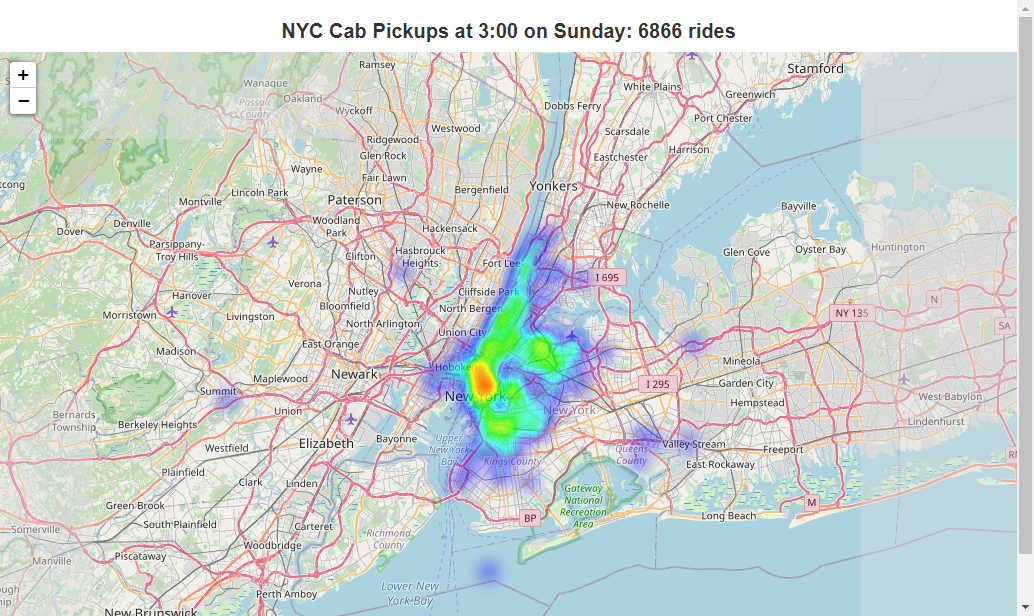 NYC Cab Pickups at 3:00 on Sunday: 6866 rides
+
−
Ramsey
Stamford
Wanaque
Oakland
White Plains
Greenwich
Passaic
County
Wyckoff
Dobbs Ferry
Port Chester
Westwood
Scarsdale
Ridgewood
Glen Rock
Harrison
Eastchester
Wayne
Fair Lawn
Lincoln Park
Bergenfield
Yonkers
Montville
Paterson
New Rochelle
Bayville
Denville
Woodland
Park
Hackensack
Dover
Parsippany-
Troy Hills
Clifton
Hasbrouck
Heights
Fort Lee
Glen Cove
Oyster Bay
Huntington
I 695
Verona
Nutley
Cliffside Park
Hanover
Bloomfield
North Bergen
N
Morristown
Livingston
North Arlington
NY 135
Union City
SA
East Orange
Madison
Mineola
Newark
Hoboken
Maplewood
I 295
Garden City
Summit
New York
West Babylon
Hempstead
Union
New York
Bernards
Township
Berkeley Heights
Lindenhurst
Elizabeth
Bayonne
Upper
New York
Bay
Valley Stream
Freeport
Westfield
Queens
County
Kings County
East Rockaway
Plainfield
Clark
Linden
Gateway
National
Recreation
Area
M
Green Brook
BP
Long Beach
South Plainfield
Carteret
Somerville
Richmond
County
Woodbridge
Piscataway
Manville
Perth Amboy
Lower New
York Bay
New Brunswick